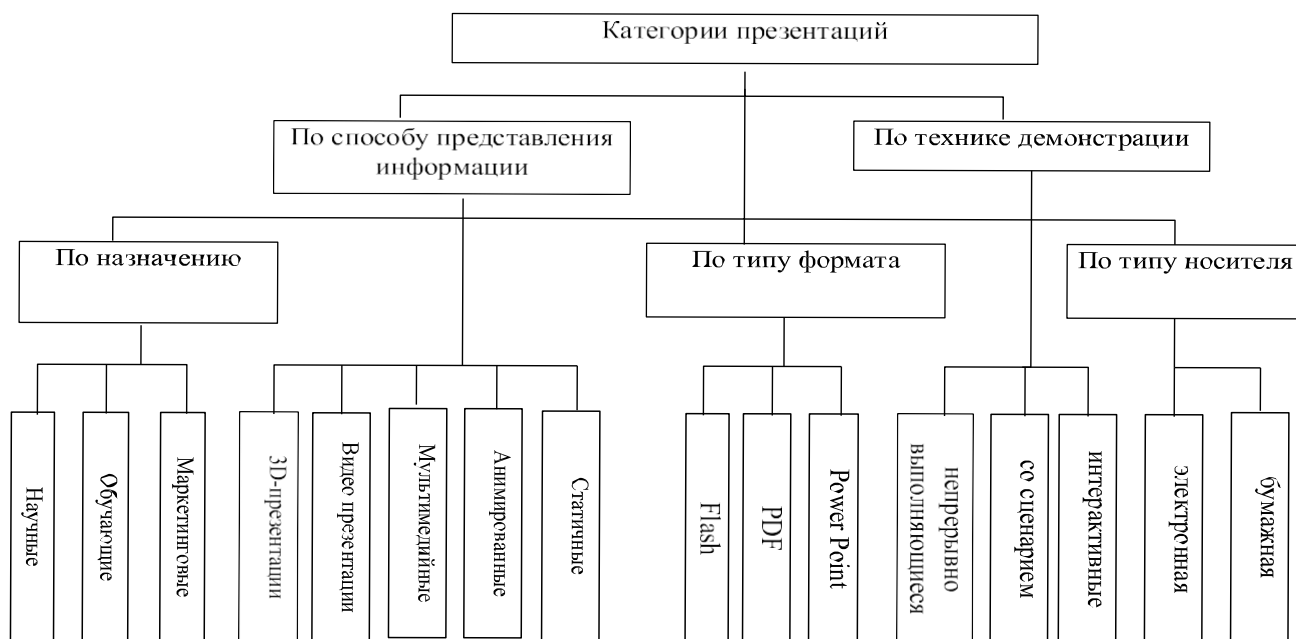 Категории презентаций
По способу представления
информации
По технике демонстрации
По назначению
По типу формата
По типу носителя
Научные
Обучающие
Маркетинговые
3D-презентации
Видео презентации
Мультимедийные
Анимированные
Статичные
Flash
PDF
Power Point
непрерывно
выполняющиеся
со сценарием
интерактивные
электронная
бумажная